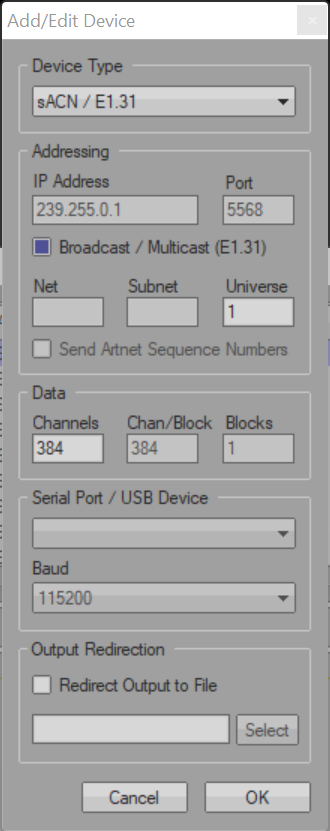 Add/Edit Device
Device Type
sACN / E1.31
Addressing
IP Address Port
239.255.0.1 5568
Broadcast / Multicast (E1.31)
Net Subnet Universe
1
Send Artnet Sequence Numbers
Data
Channels Chan/Block Blocks
384 384 1
Serial Port / USB Device
Baud
115200
Output Redirection
Redirect Output to File
Select
Cancel OK